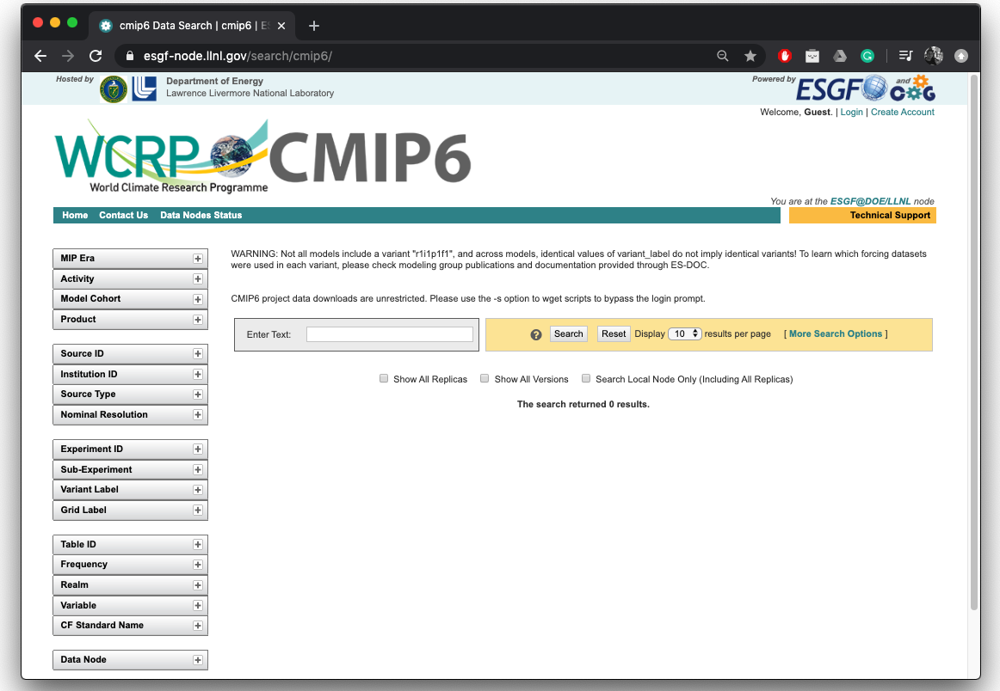 cmip6 Data Search | cmip6 | ES
esgf-node.llnl.gov/search/cmip6/
Hosted by
Department of Energy
Lawrence Livermore National Laboratory
Powered by
ESGF and COG
Welcome, Guest. | Login | Create Account
WCRP CMIP6
World Climate Research Programme
You are at the ESGF@DOE/LLNL node
Home Contact Us Data Nodes Status
Technical Support
MIP Era
Activity
Model Cohort
Product
Source ID
Institution ID
Source Type
Nominal Resolution
Experiment ID
Sub-Experiment
Variant Label
Grid Label
Table ID
Frequency
Realm
Variable
CF Standard Name
Data Node
WARNING: Not all models include a variant "r1i1p1f1", and across models, identical values of variant_label do not imply identical variants! To learn which forcing datasets
were used in each variant, please check modeling group publications and documentation provided through ES-DOC.
CMIP6 project data downloads are unrestricted. Please use the -s option to wget scripts to bypass the login prompt.
Enter Text:
? Search Reset Display 10 results per page [ More Search Options ]
Show All Replicas Show All Versions Search Local Node Only (Including All Replicas)
The search returned 0 results.